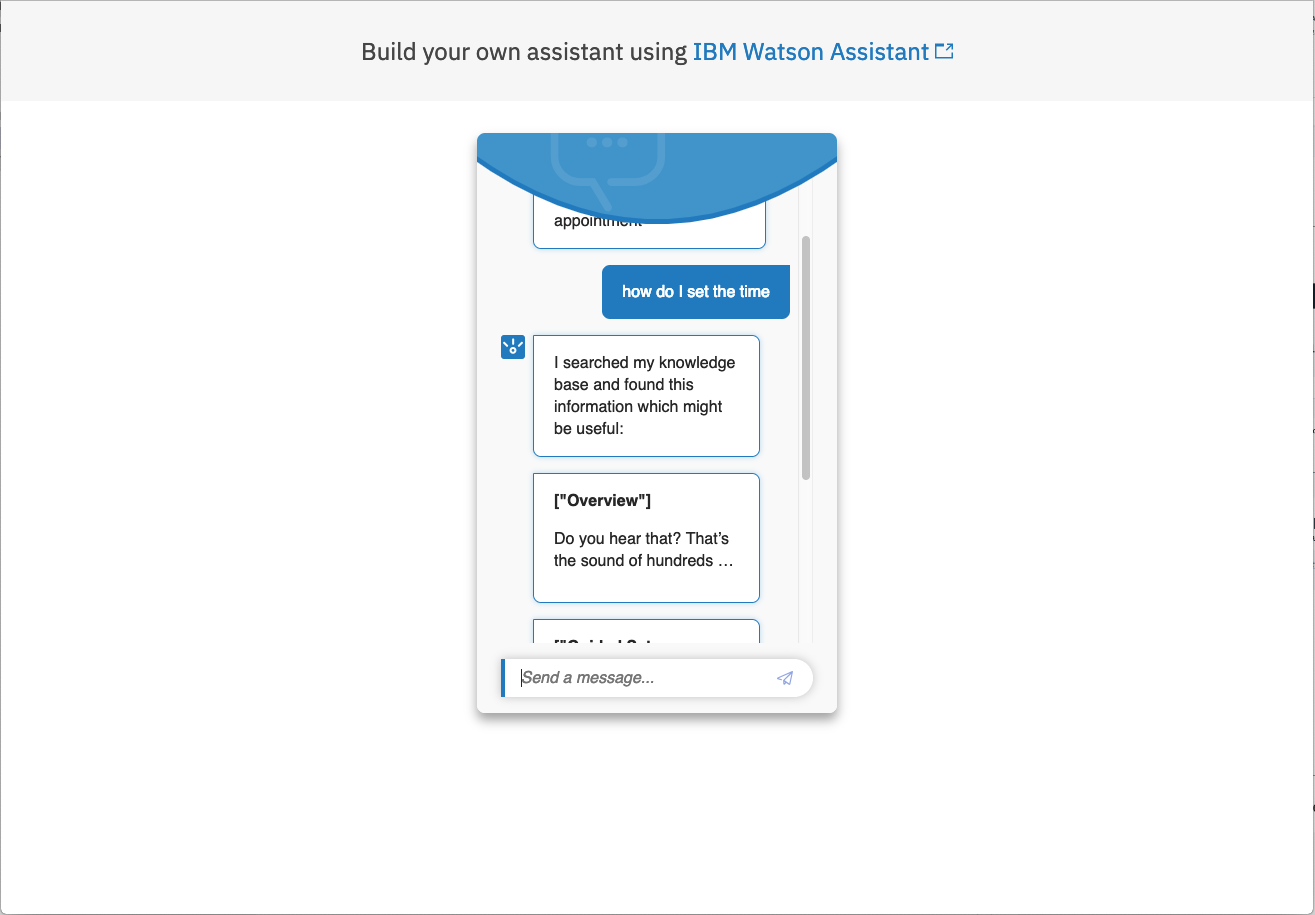 Build your own assistant using IBM Watson Assistant
appointment
how do I set the time
I searched my knowledge
base and found this
information which might
be useful:
["Overview"]
Do you hear that? That’s
the sound of hundreds …
Send a message...